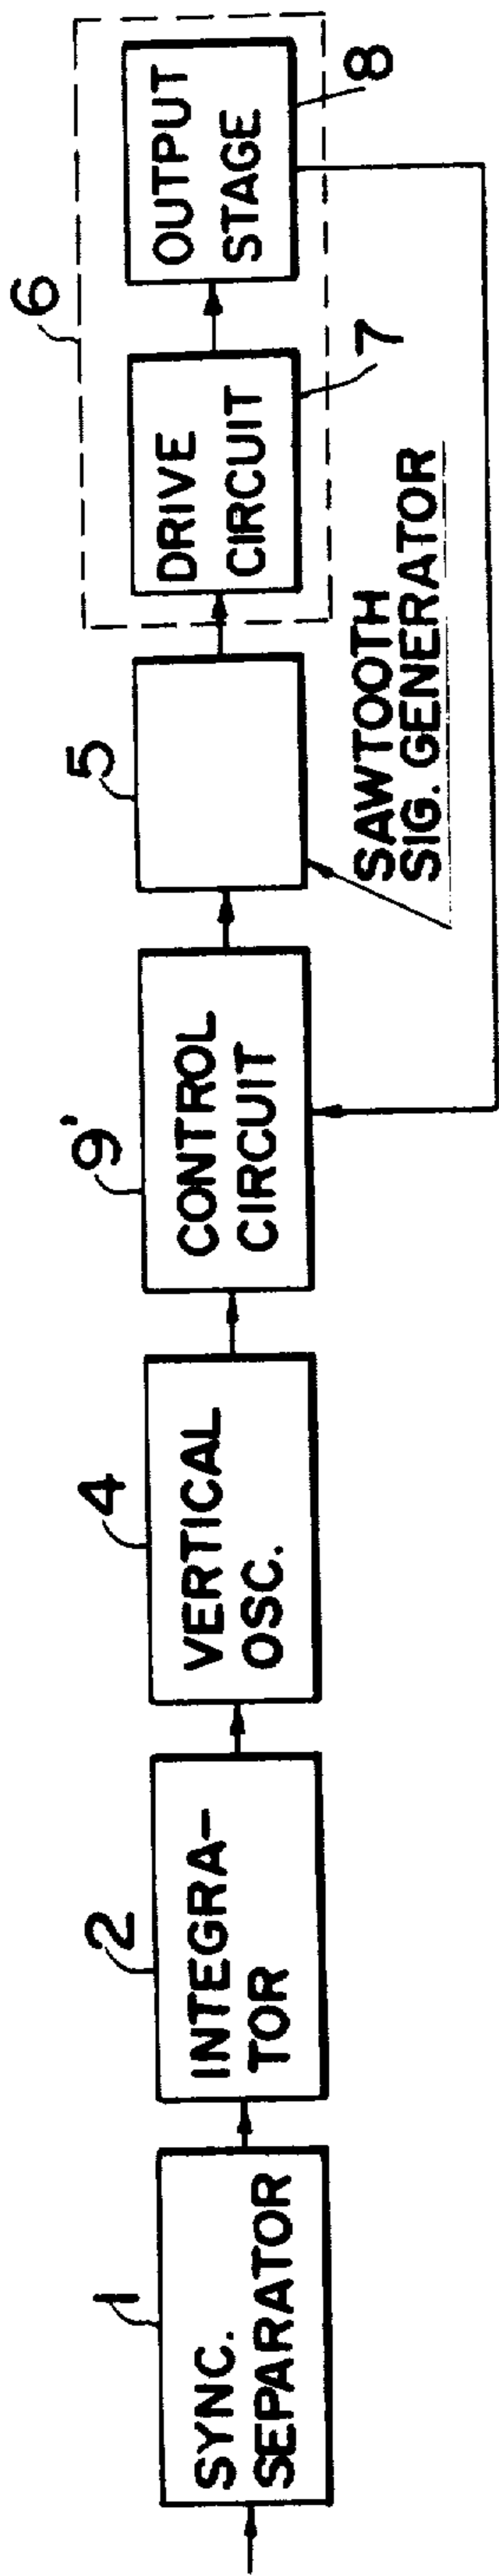 1
SYNC.
SEPARATOR
2
INTEGRA-
TOR
4
VERTICAL
OSC.
9'
CONTROL
CIRCUIT
5
SAWTOOTH
SIG. GENERATOR
6
DRIVE
CIRCUIT
7
OUTPUT
STAGE
8